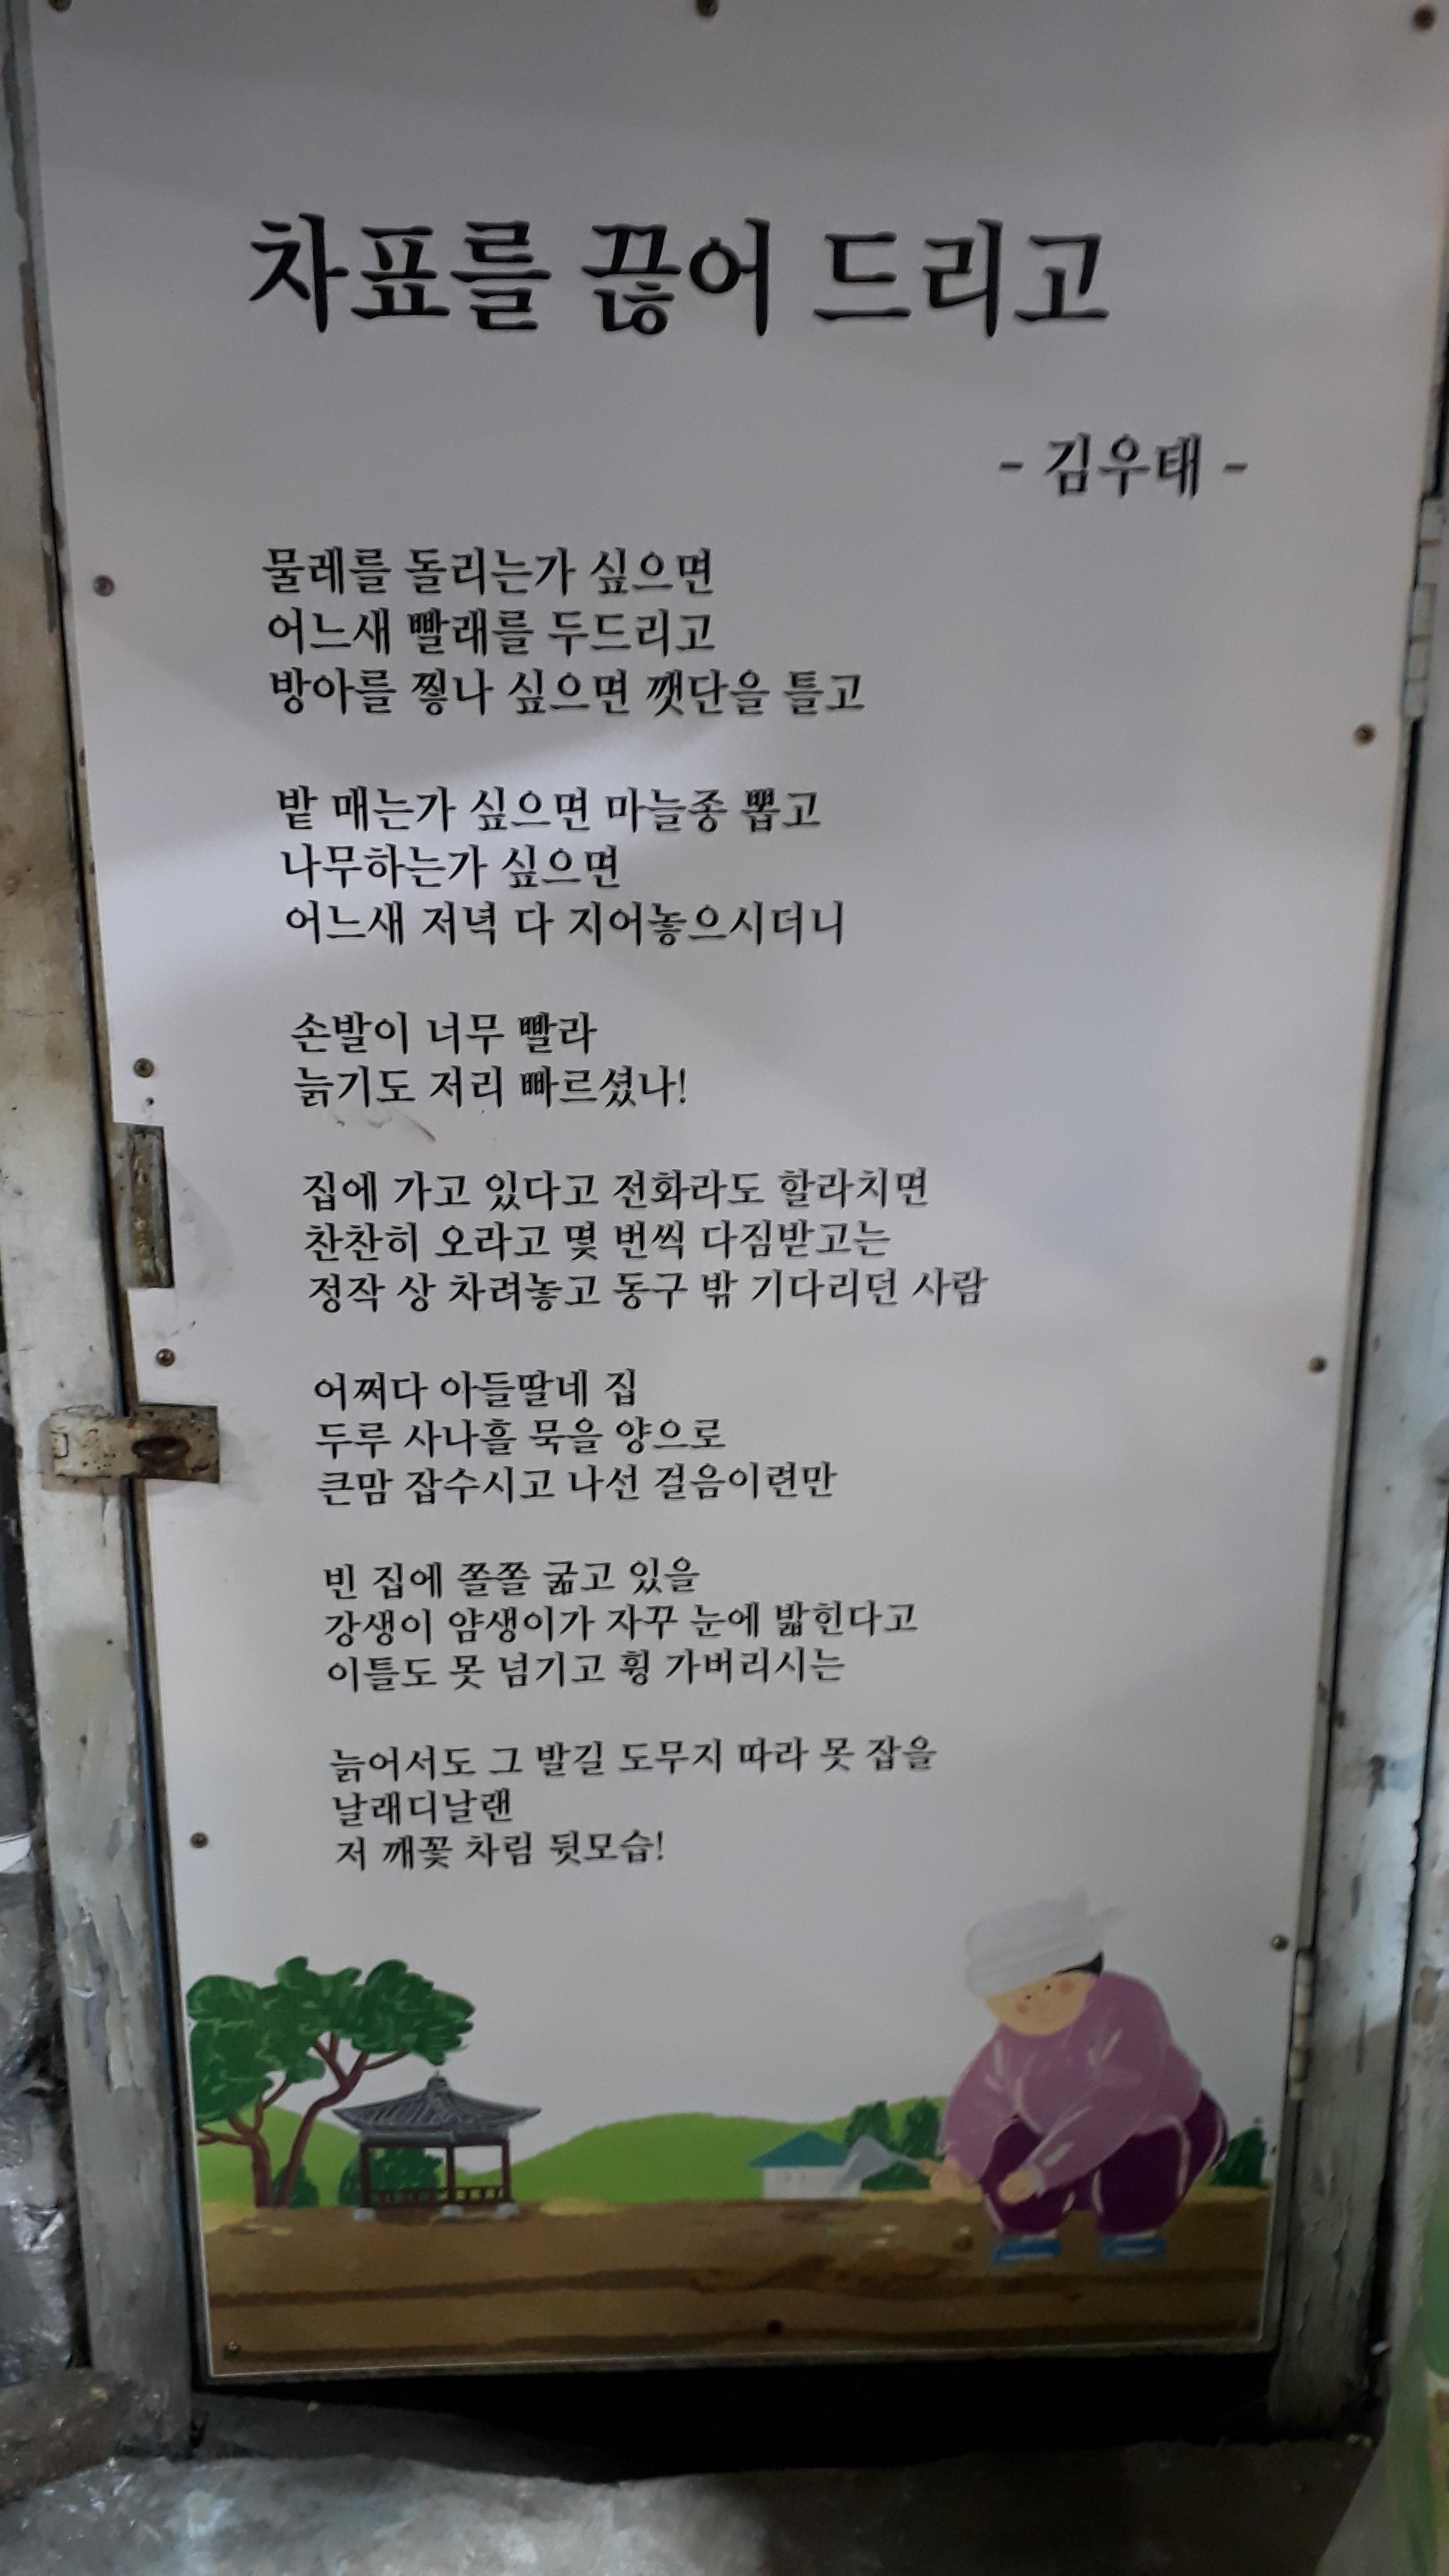 차표를 끊어 드리고
- 김우태 -
물레를 돌리는가 싶으면
어느새 빨래를 두드리고
방아를 찧나 싶으면 깻단을 틀고
밭 매는가 싶으면 마늘종 뽑고
나무하는가 싶으면
어느새 저녁 다 지어놓으시더니
손발이 너무 빨라
늙기도 저리 빠르셨나!
집에 가고 있다고 전화라도 할라치면
찬찬히 오라고 몇 번씩 다짐받고는
정작 상 차려놓고 동구 밖 기다리던 사람
어쩌다 아들딸네 집
두루 사나흘 묵을 양으로
큰맘 잡수시고 나선 걸음이련만
빈 집에 쫄쫄 굶고 있을
강생이 얌생이가 자꾸 눈에 밟힌다고
이틀도 못 넘기고 휭 가버리시는
늙어서도 그 발길 도무지 따라 못 잡을
날래디날랜
저 깨꽃 차림 뒷모습!